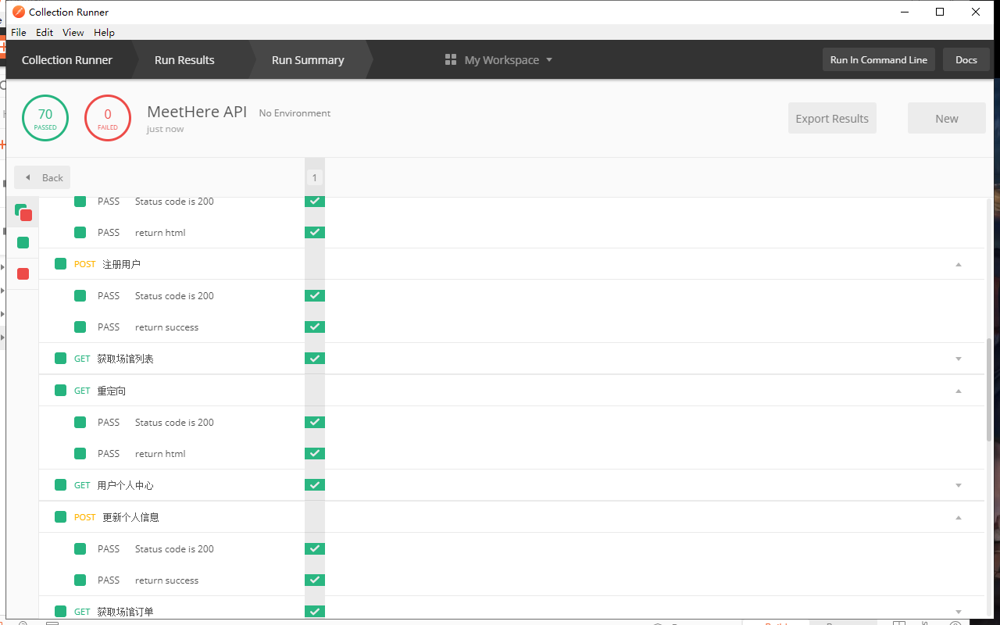 Collection Runner
File Edit View Help
Collection Runner Run Results Run Summary My Workspace Run In Command Line Docs
70 PASSED
0 FAILED
MeetHere API No Environment
just now
Export Results New
Back 1
PASS Status code is 200
PASS return html
POST 注册用户
PASS Status code is 200
PASS return success
GET 获取场馆列表
GET 重定向
PASS Status code is 200
PASS return html
GET 用户个人中心
POST 更新个人信息
PASS Status code is 200
PASS return success
GET 获取场馆订单